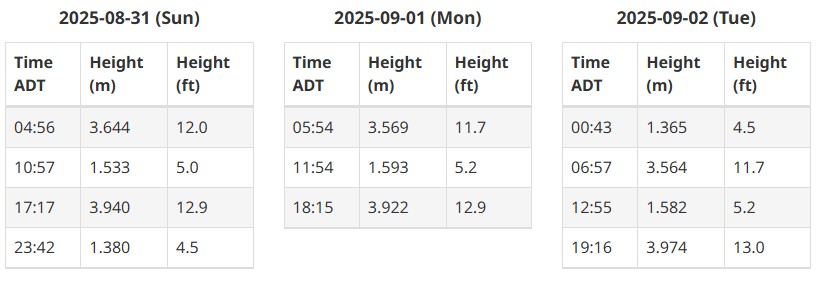 2025-08-31 (Sun)
Time ADT Height (m) Height (ft)
04:56 3.644 12.0
10:57 1.533 5.0
17:17 3.940 12.9
23:42 1.380 4.5
2025-09-01 (Mon)
Time ADT Height (m) Height (ft)
05:54 3.569 11.7
11:54 1.593 5.2
18:15 3.922 12.9
2025-09-02 (Tue)
Time ADT Height (m) Height (ft)
00:43 1.365 4.5
06:57 3.564 11.7
12:55 1.582 5.2
19:16 3.974 13.0